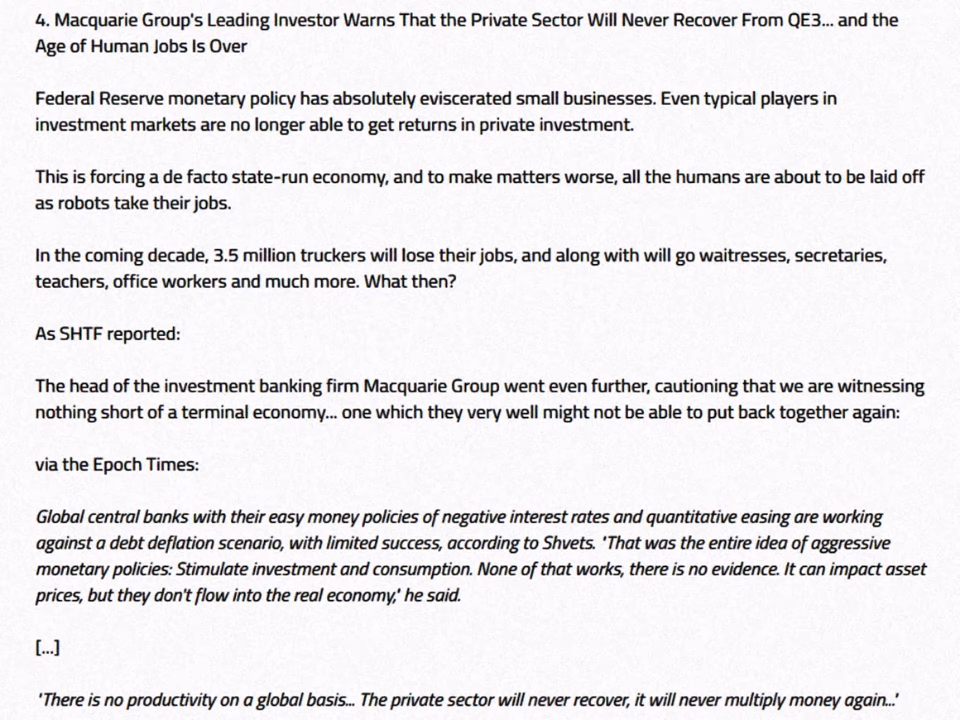 4. Macquarie Group's Leading Investor Warns That the Private Sector Will Never Recover From QE3... and the
Age of Human Jobs Is Over
Federal Reserve monetary policy has absolutely eviscerated small businesses. Even typical players in
investment markets are no longer able to get returns in private investment.
This is forcing a de facto state-run economy, and to make matters worse, all the humans are about to be laid off
as robots take their jobs.
In the coming decade, 3.5 million truckers will lose their jobs, and along with will go waitresses, secretaries,
teachers, office workers and much more. What then?
As SHTF reported:
The head of the investment banking firm Macquarie Group went even further, cautioning that we are witnessing
nothing short of a terminal economy... one which they very well might not be able to put back together again:
via the Epoch Times:
Global central banks with their easy money policies of negative interest rates and quantitative easing are working
against a debt deflation scenario, with limited success, according to Shvets. 'That was the entire idea of aggressive
monetary policies: Stimulate investment and consumption. None of that works, there is no evidence. It can impact asset
prices, but they don't flow into the real economy,' he said.
[...]
'There is no productivity on a global basis... The private sector will never recover, it will never multiply money again...'